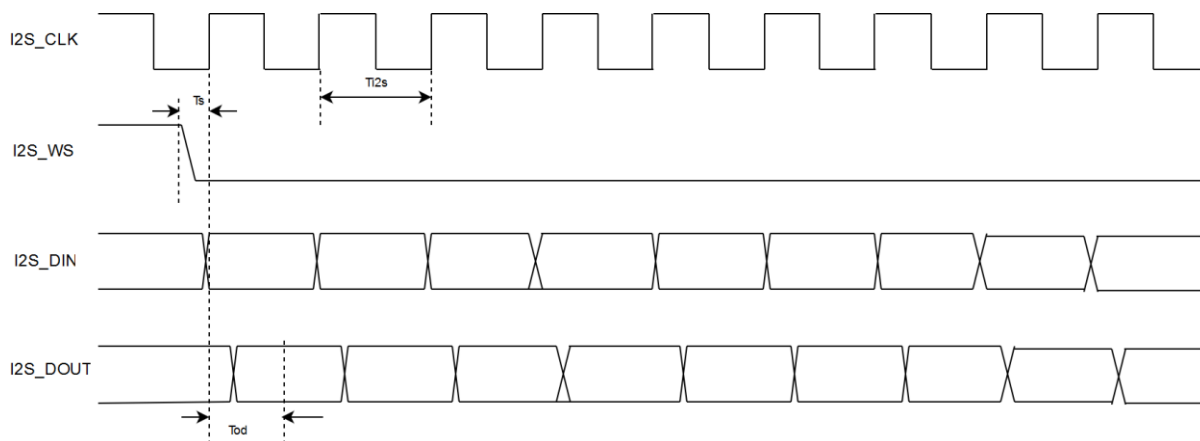 I2S_CLK
Ts
TI2s
I2S_WS
I2S_DIN
I2S_DOUT
Tod